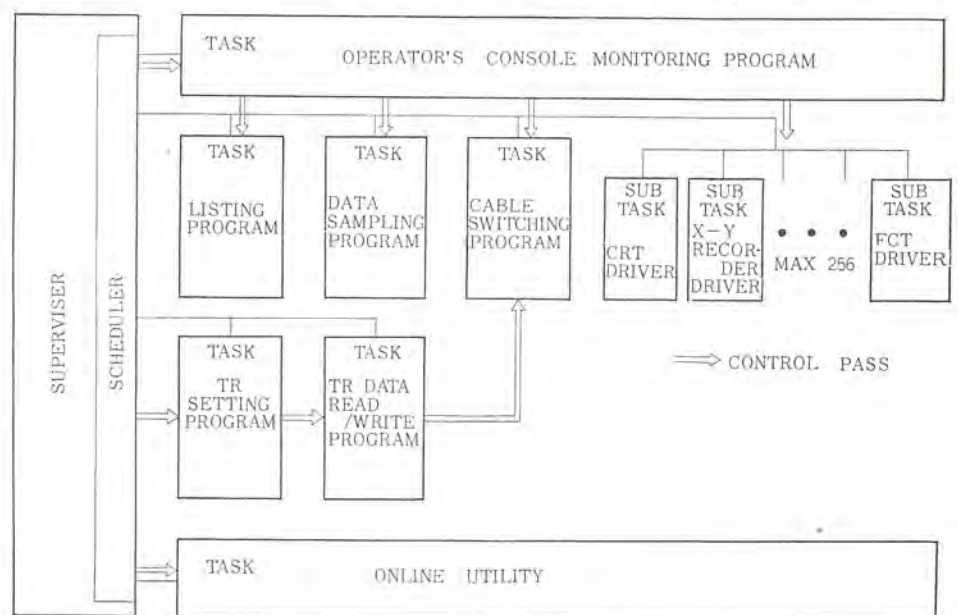 TASK
OPERATOR'S CONSOLE MONITORING PROGRAM
TASK
LISTING
PROGRAM
TASK
DATA
SAMPLING
PROGRAM
TASK
CABLE
SWITCHING
PROGRAM
SUB
TASK
CRT
DRIVER
SUB
TASK
X-Y
RECOR-
DER
DRIVER
• • •
MAX 256
SUB
TASK
FCT
DRIVER
SUPERVISER
SCHEDULER
TASK
TR
SETTING
PROGRAM
TASK
TR DATA
READ
/WRITE
PROGRAM
CONTROL PASS
TASK
ONLINE UTILITY